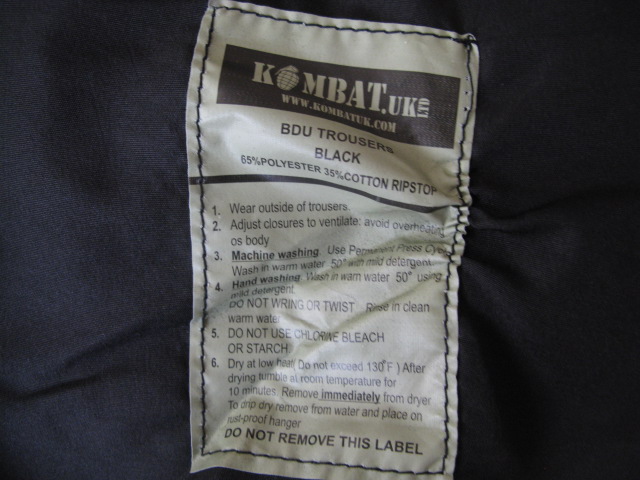 KOMBAT.UK LTD
WWW.KOMBATUK.COM
BDU TROUSERS
BLACK
65%POLYESTER 35%COTTON RIPSTOP
1. Wear outside of trousers.
2. Adjust closures to ventilate: avoid overheating
os body
3. Machine washing. Use Permanent Press Cycle
Wash in warm water 50° with mild detergent.
4. Hand washing. Wash in warm water 50° using
mild detergent.
DO NOT WRING OR TWIST Rinse in clean
warm water
5. DO NOT USE CHLORINE BLEACH
OR STARCH
6. Dry at low heat( Do not exceed 130°F ) After
drying tumble at room temperature for
10 minutes. Remove immediately from dryer
To drip dry remove from water and place on
rust-proof hanger
DO NOT REMOVE THIS LABEL